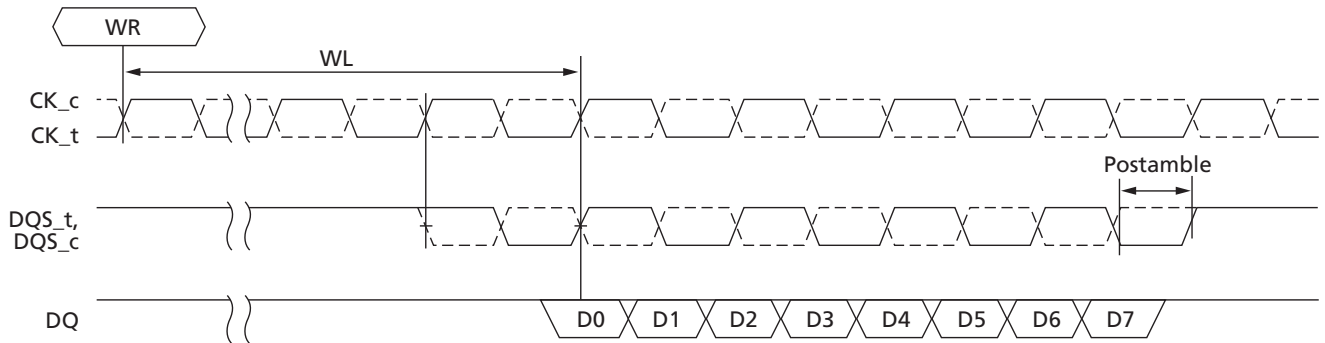 WR
WL
CK_c
CK_t
Postamble
DQS_t,
DQS_c
DQ
D0 D1 D2 D3 D4 D5 D6 D7